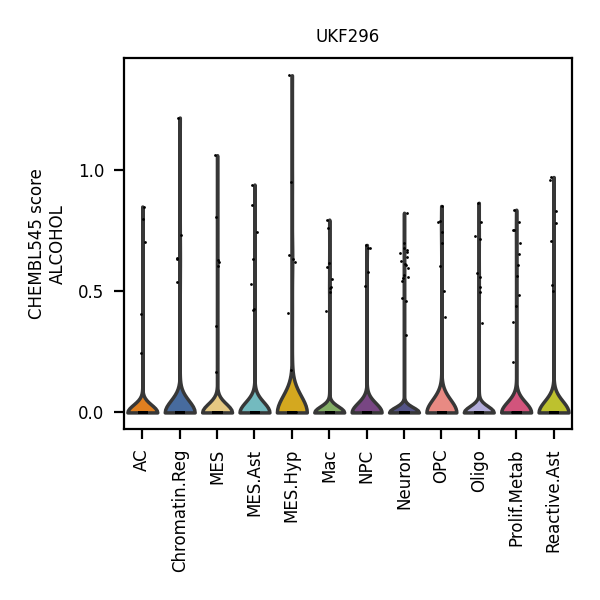 UKF296
CHEMBL545 score
ALCOHOL
1.0
0.5
0.0
AC
Chromatin.Reg
MES
MES.Ast
MES.Hyp
Mac
NPC
Neuron
OPC
Oligo
Prolif.Metab
Reactive.Ast